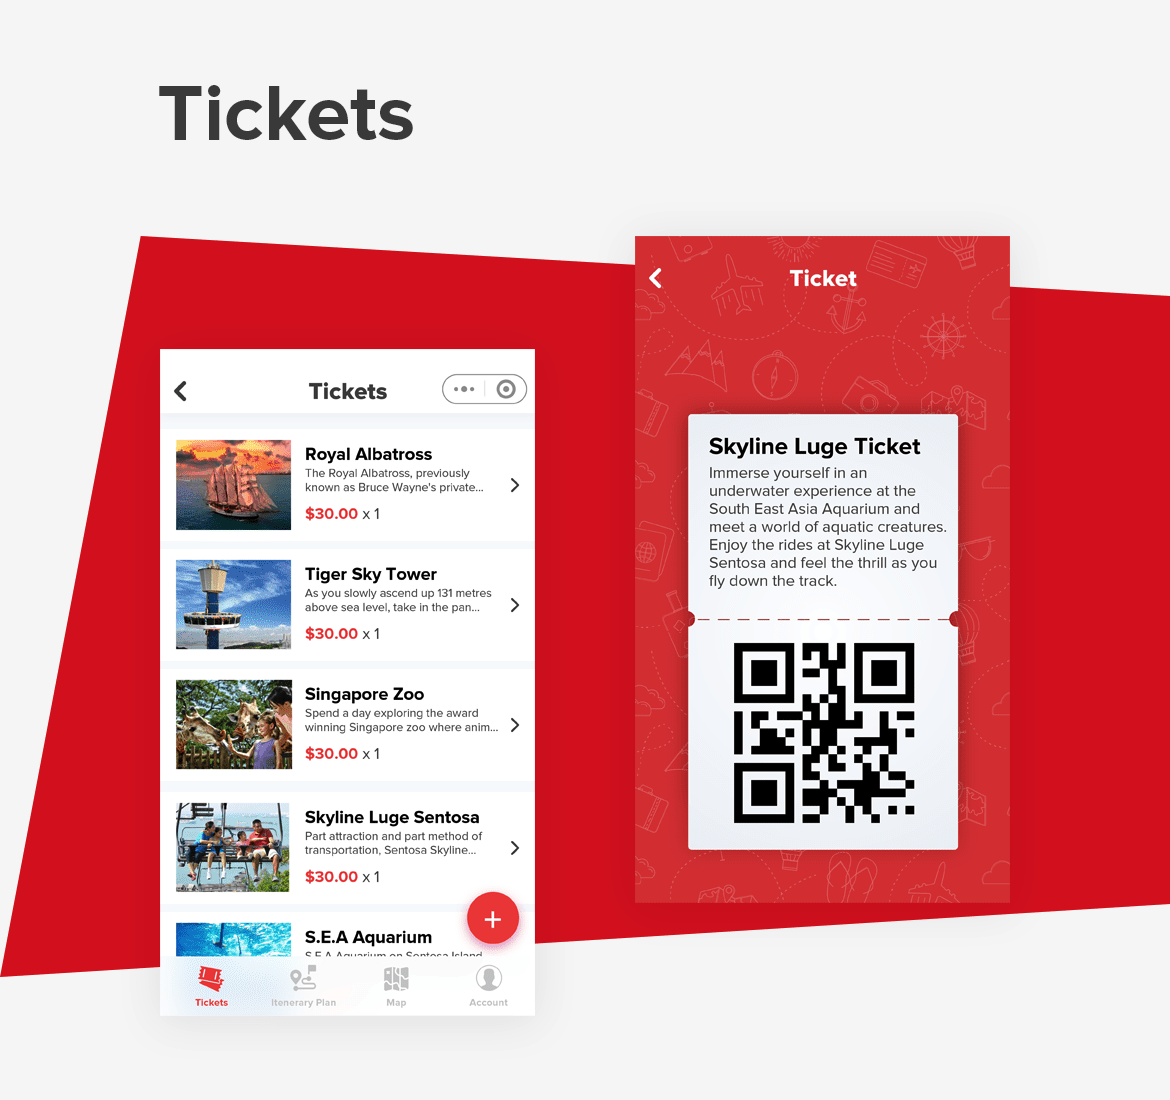 Tickets
Tickets
Royal Albatross
The Royal Albatross, previously
known as Bruce Wayne's private...
$30.00 x 1
Tiger Sky Tower
As you slowly ascend up 131 metres
above sea level, take in the pan...
$30.00 x 1
Singapore Zoo
Spend a day exploring the award
winning Singapore zoo where anim...
$30.00 x 1
Skyline Luge Sentosa
Part attraction and part method of
transportation, Sentosa Skyline...
$30.00 x 1
S.E.A Aquarium
S.E.A Aquarium on Sentosa Island
Tickets
Itenerary Plan
Map
Account
Ticket
Skyline Luge Ticket
Immerse yourself in an
underwater experience at the
South East Asia Aquarium and
meet a world of aquatic creatures.
Enjoy the rides at Skyline Luge
Sentosa and feel the thrill as you
fly down the track.